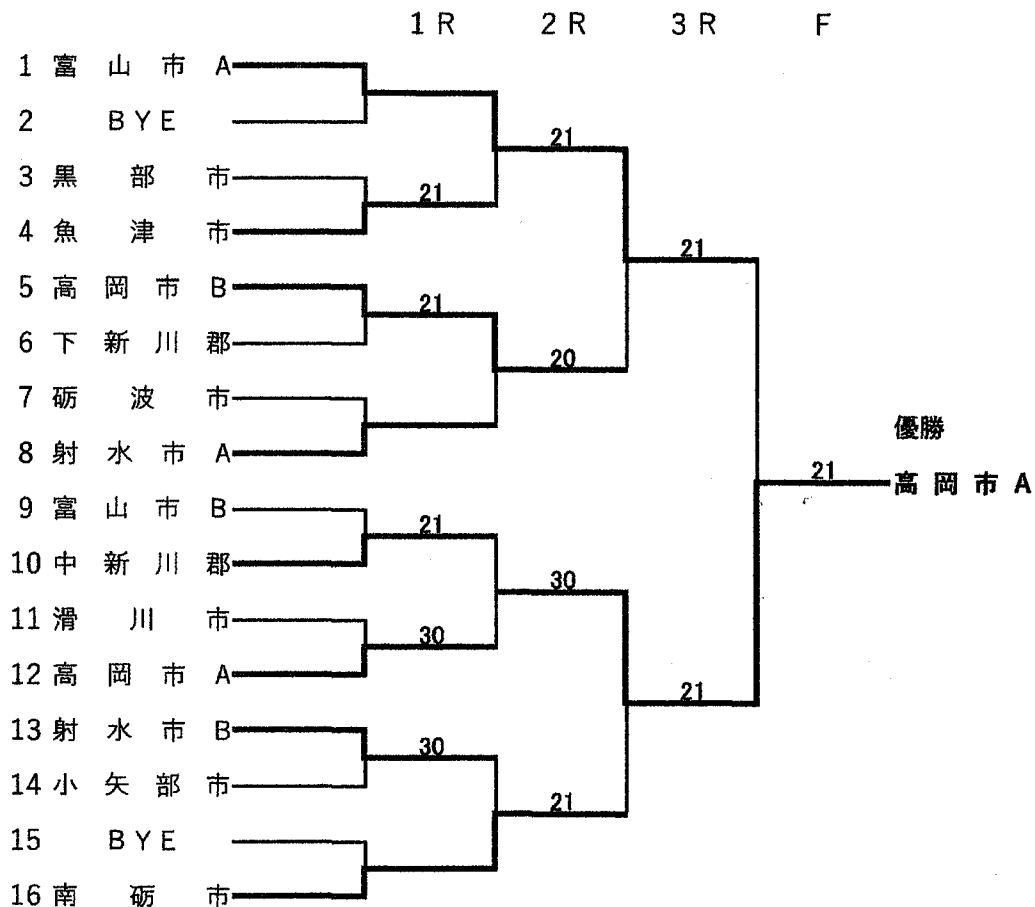 1R 2R 3R F
1 富山市A
2 BYE
21
3 黒部市
21
4 魚津市
21
5 高岡市B
21
6 下新川郡
20
7 砺波市
優勝
8 射水市A
21
高岡市A
9 富山市B
21
10 中新川郡
30
11 滑川市
30
12 高岡市A
21
13 射水市B
30
14 小矢部市
21
15 BYE
16 南砺市